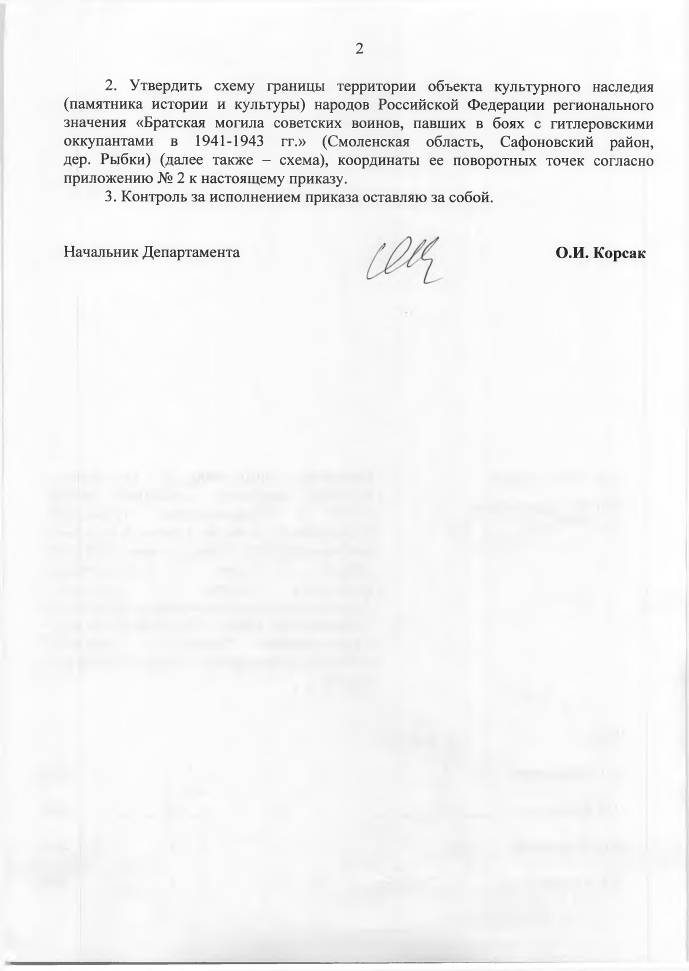 2
2. Утвердить схему границы территории объекта культурного наследия
(памятника истории и культуры) народов Российской Федерации регионального
значения «Братская могила советских воинов, павших в боях с гитлеровскими
оккупантами в 1941-1943 гг.» (Смоленская область, Сафоновский район,
дер. Рыбки) (далее также – схема), координаты ее поворотных точек согласно
приложению № 2 к настоящему приказу.
3. Контроль за исполнением приказа оставляю за собой.
Начальник Департамента
О.И. Корсак